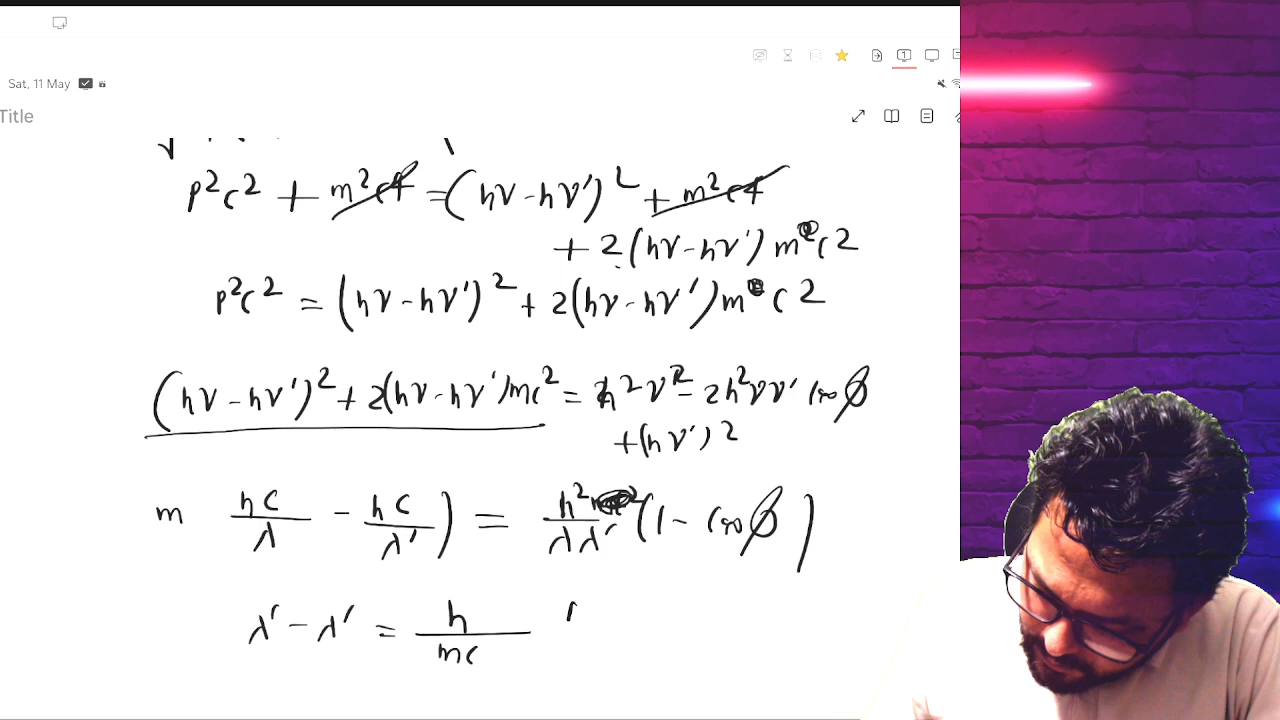 Sat, 11 May
Title
p²c² + m²c⁴ = (hν - hν')² + m²c⁴
+ 2(hν - hν') m c²
p²c² = (hν - hν')² + 2(hν - hν') m c²
(hν - hν')² + 2(hν - hν')mc² = h²ν² - 2h²νν' cos ϕ
+ (hν')²
m hc/λ - hc/λ') = h²/λλ' (1 - cos ϕ)
λ' - λ' = h/mc (